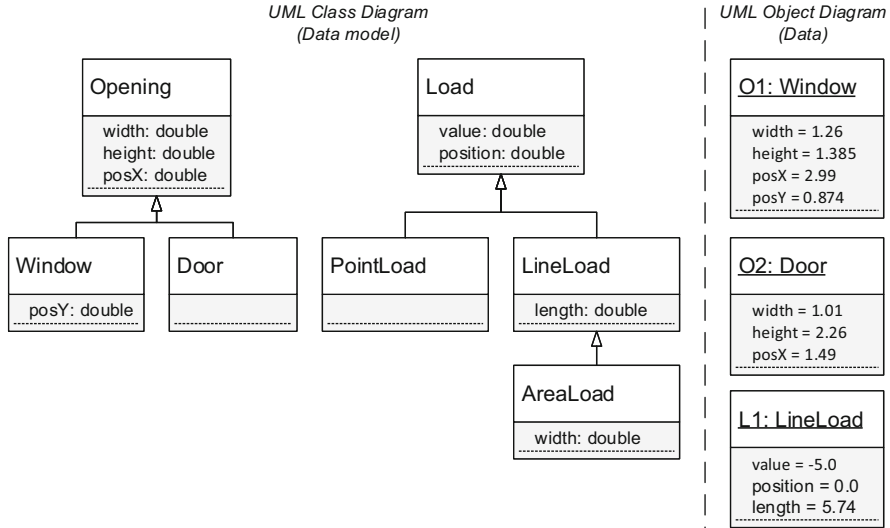 UML Class Diagram
(Data model)
UML Object Diagram
(Data)
Opening
width: double
height: double
posX: double
Load
value: double
position: double
Window
posY: double
Door
PointLoad
LineLoad
length: double
AreaLoad
width: double
O1: Window
width = 1.26
height = 1.385
posX = 2.99
posY = 0.874
O2: Door
width = 1.01
height = 2.26
posX = 1.49
L1: LineLoad
value = -5.0
position = 0.0
length = 5.74